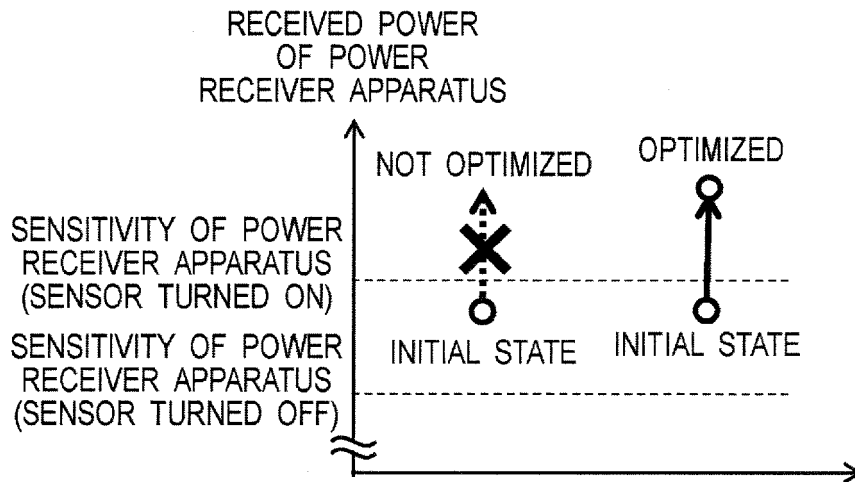 RECEIVED POWER
OF POWER
RECEIVER APPARATUS
NOT OPTIMIZED
OPTIMIZED
SENSITIVITY OF POWER
RECEIVER APPARATUS
(SENSOR TURNED ON)
INITIAL STATE
INITIAL STATE
SENSITIVITY OF POWER
RECEIVER APPARATUS
(SENSOR TURNED OFF)